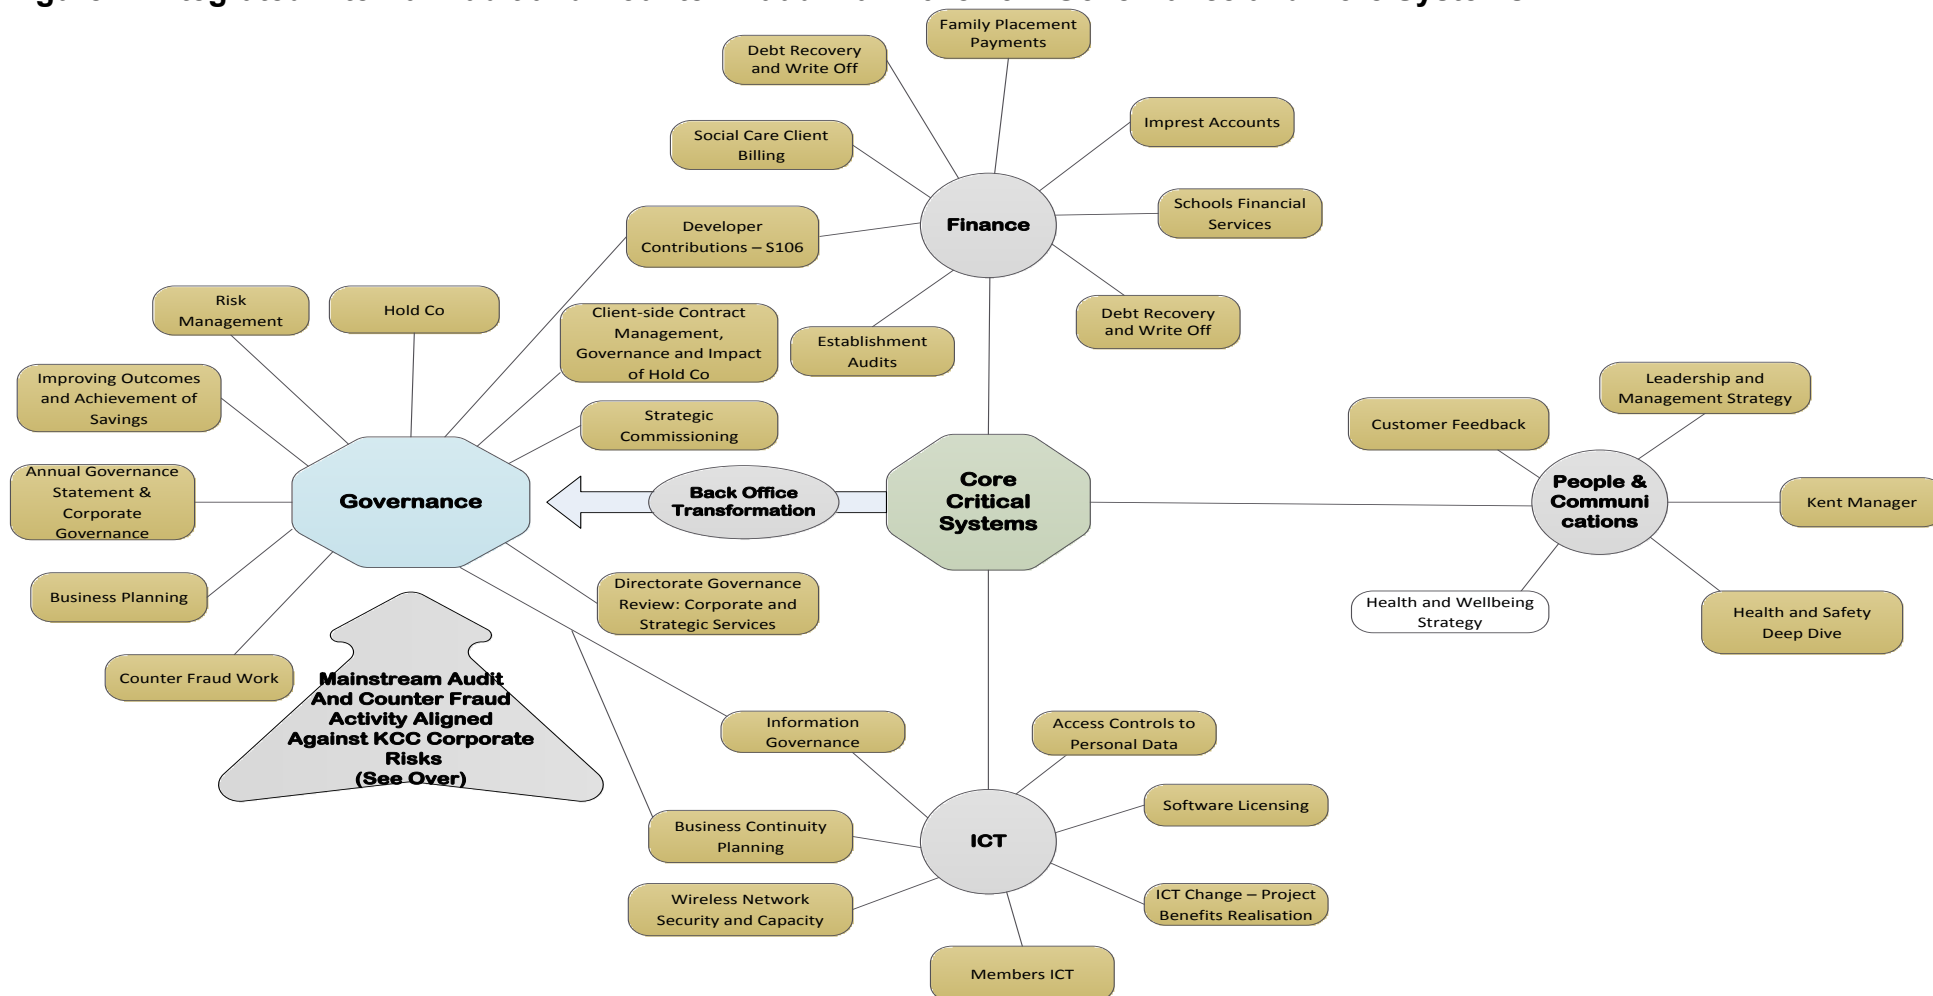 Family Placement
Payments
Debt Recovery
and Write Off
Imprest Accounts
Social Care Client
Billing
Schools Financial
Services
Developer
Contributions – S106
Finance
Risk
Management
Hold Co
Client-side Contract
Management,
Governance and Impact
of Hold Co
Debt Recovery
and Write Off
Establishment
Audits
Improving Outcomes
and Achievement of
Savings
Strategic
Commissioning
Customer Feedback
Leadership and
Management Strategy
Annual Governance
Statement &
Corporate
Governance
Governance
Back Office
Transformation
Core
Critical
Systems
People &
Communi
cations
Kent Manager
Business Planning
Directorate Governance
Review: Corporate and
Strategic Services
Health and Wellbeing
Strategy
Health and Safety
Deep Dive
Counter Fraud Work
Mainstream Audit
And Counter Fraud
Activity Aligned
Against KCC Corporate
Risks
(See Over)
Information
Governance
Access Controls to
Personal Data
Software Licensing
Business Continuity
Planning
ICT
Wireless Network
Security and Capacity
ICT Change – Project
Benefits Realisation
Members ICT